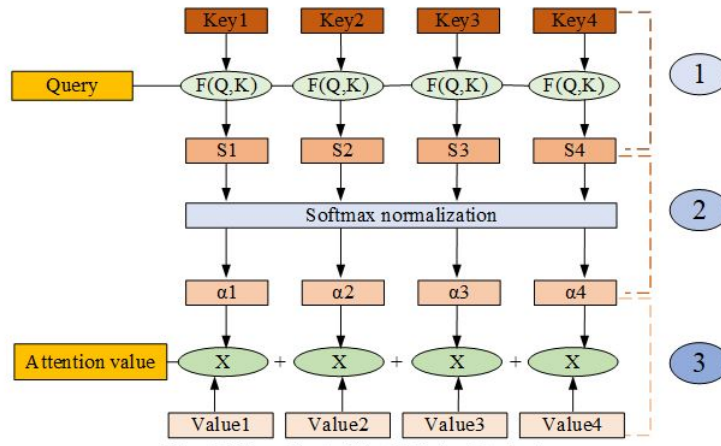 Key1 Key2 Key3 Key4
1
Query F(Q,K) F(Q,K) F(Q,K) F(Q,K)
S1 S2 S3 S4
2
Softmax normalization
α1 α2 α3 α4
Attention value X + X + X + X
3
Value1 Value2 Value3 Value4